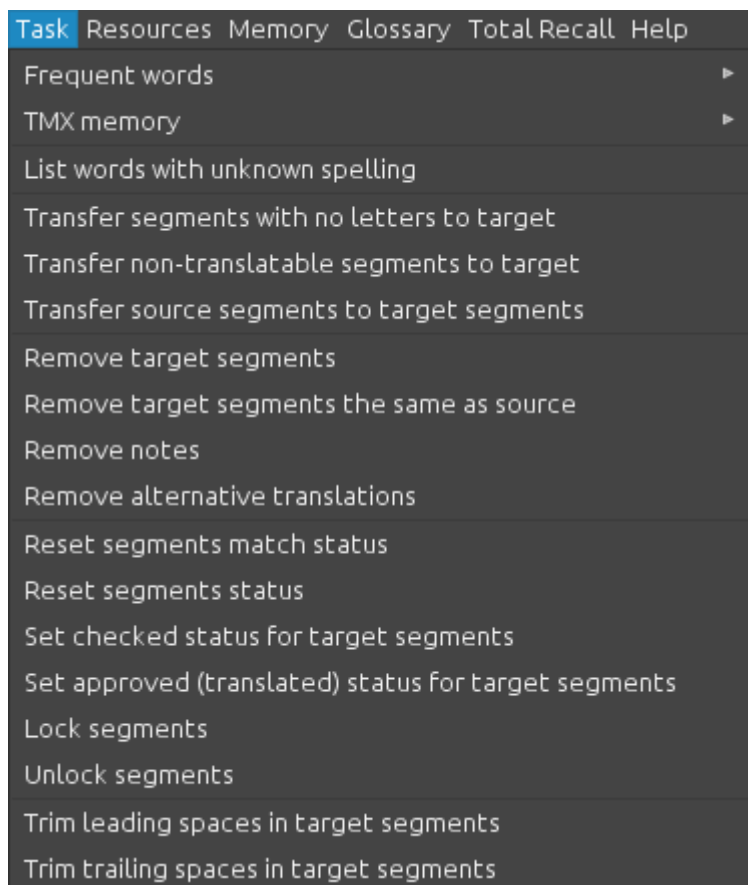 Task Resources Memory Glossary Total Recall Help
Frequent words
TMX memory
List words with unknown spelling
Transfer segments with no letters to target
Transfer non-translatable segments to target
Transfer source segments to target segments
Remove target segments
Remove target segments the same as source
Remove notes
Remove alternative translations
Reset segments match status
Reset segments status
Set checked status for target segments
Set approved (translated) status for target segments
Lock segments
Unlock segments
Trim leading spaces in target segments
Trim trailing spaces in target segments